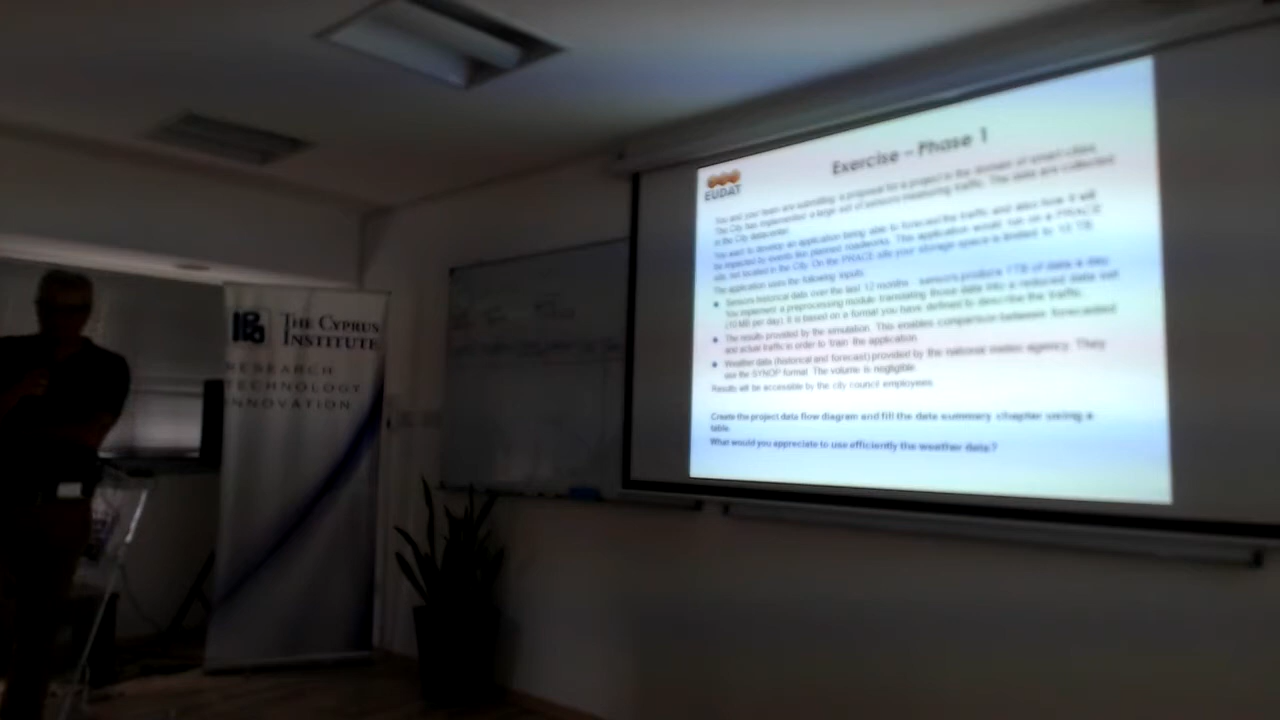 THE CYPRUS
INSTITUTE
RESEARCH
TECHNOLOGY
INNOVATION
EUDAT
Exercise – Phase 1
You and your team are submitting a proposal for a project in the domain of smart cities.
The City has implemented a large set of sensors measuring traffic. The data are collected
in the City datacenter.
You want to develop an application being able to forecast the traffic and also how it will
be impacted by events like planned roadworks. This application would run on a PRACE
site, not located in the City. On the PRACE site your storage space is limited to 10 TB.
The application uses the following inputs:
Sensors historical data over the last 12 months: sensors produce 1TB of data a day.
You implement a preprocessing module translating those data into a reduced data set
(10 MB per day). It is based on a format you have defined to describe the traffic.
The results provided by the simulation. This enables comparison between forecasted
and actual traffic in order to train the application.
Weather data (historical and forecast) provided by the national meteo agency. They
use the SYNOP format. The volume is negligible.
Results will be accessible by the city council employees.
Create the project data flow diagram and fill the data summary chapter using a
table.
What would you appreciate to use efficiently the weather data?